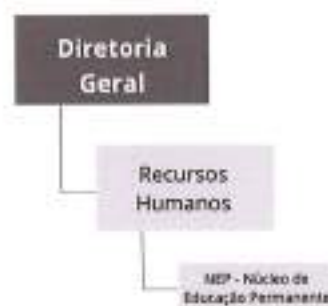 Diretoria
Geral
Recursos
Humanos
NEP - Núcleo de
Educação Permanente